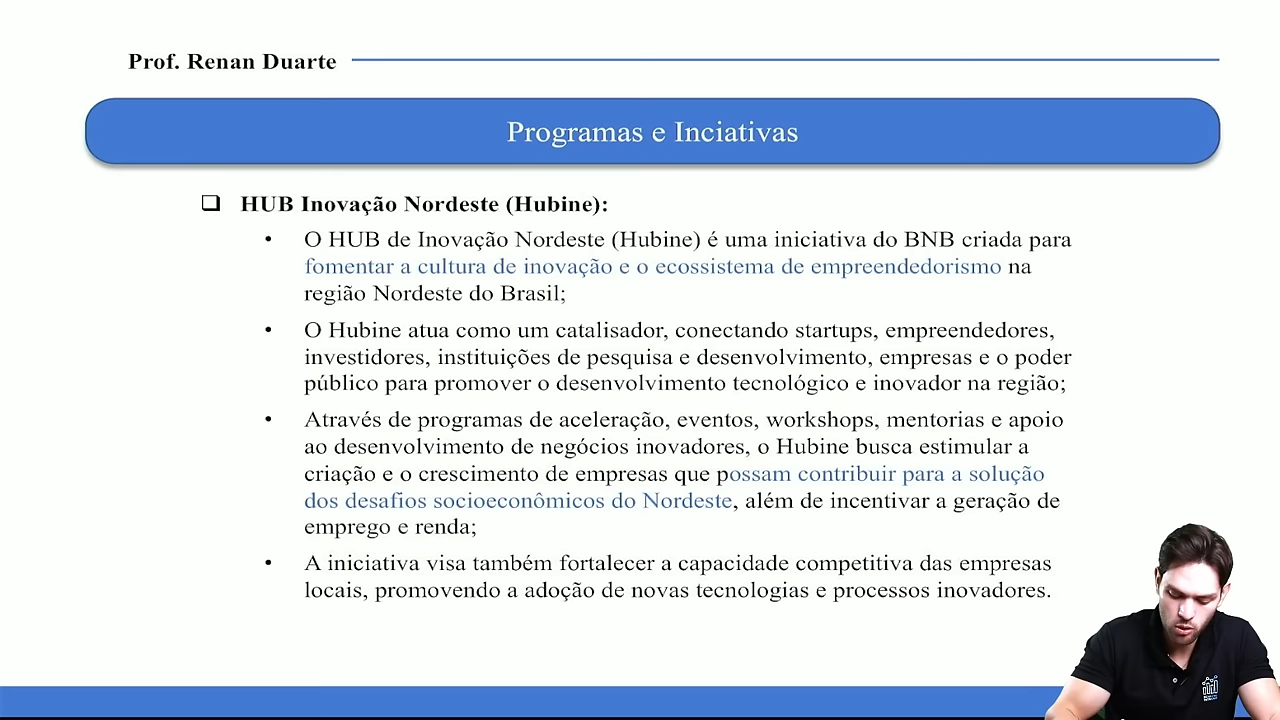 Prof. Renan Duarte
Programas e Inciativas
❑ HUB Inovação Nordeste (Hubine):
• O HUB de Inovação Nordeste (Hubine) é uma iniciativa do BNB criada para
fomentar a cultura de inovação e o ecossistema de empreendedorismo na
região Nordeste do Brasil;
• O Hubine atua como um catalisador, conectando startups, empreendedores,
investidores, instituições de pesquisa e desenvolvimento, empresas e o poder
público para promover o desenvolvimento tecnológico e inovador na região;
• Através de programas de aceleração, eventos, workshops, mentorias e apoio
ao desenvolvimento de negócios inovadores, o Hubine busca estimular a
criação e o crescimento de empresas que possam contribuir para a solução
dos desafios socioeconômicos do Nordeste, além de incentivar a geração de
emprego e renda;
• A iniciativa visa também fortalecer a capacidade competitiva das empresas
locais, promovendo a adoção de novas tecnologias e processos inovadores.